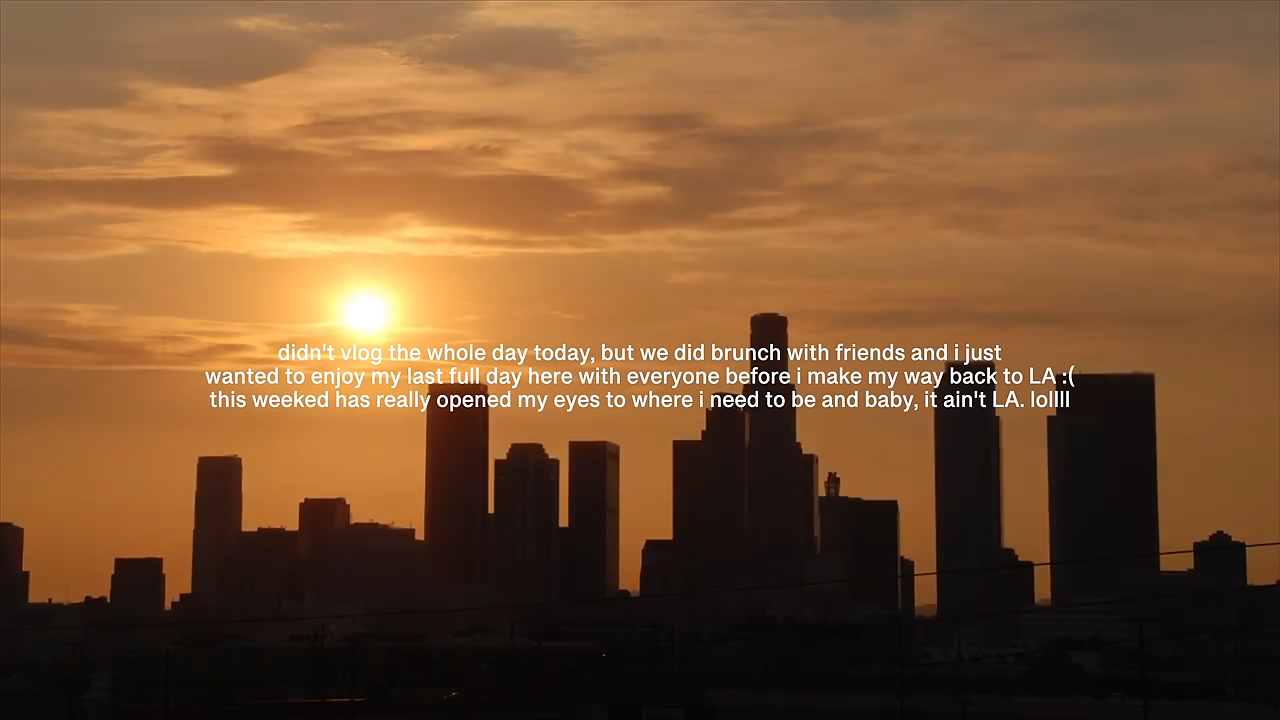 didn't vlog the whole day today, but we did brunch with friends and i just
wanted to enjoy my last full day here with everyone before i make my way back to LA :(
this weeked has really opened my eyes to where i need to be and baby, it ain't LA. lollll